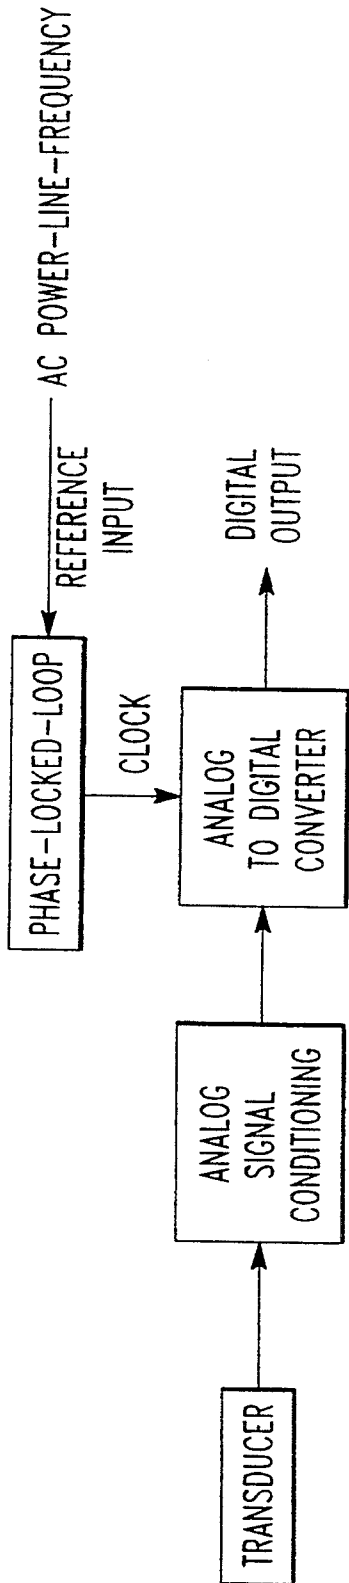 TRANSDUCER
ANALOG
SIGNAL
CONDITIONING
ANALOG
TO DIGITAL
CONVERTER
DIGITAL
OUTPUT
CLOCK
PHASE-LOCKED-LOOP
REFERENCE
INPUT
AC POWER-LINE-FREQUENCY